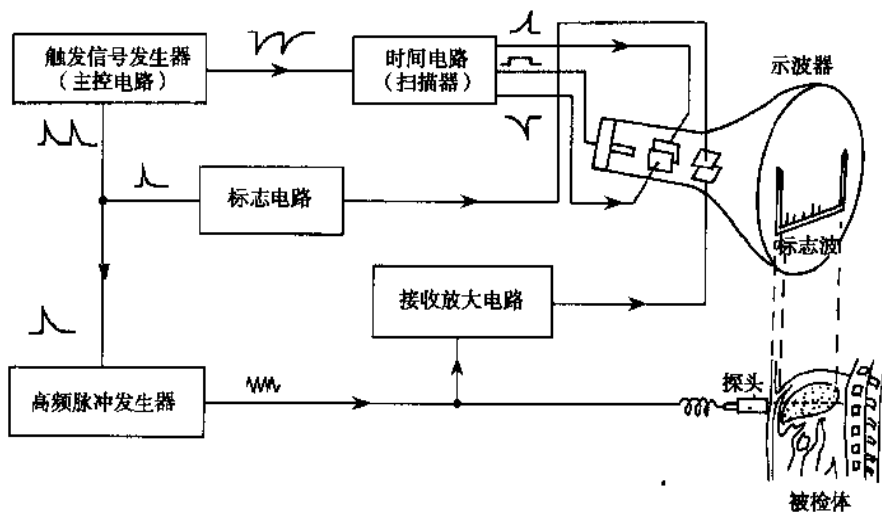 触发信号发生器
（主控电路）
时间电路
（扫描器）
示波器
标志电路
标志波
接收放大电路
高频脉冲发生器
探头
被检体